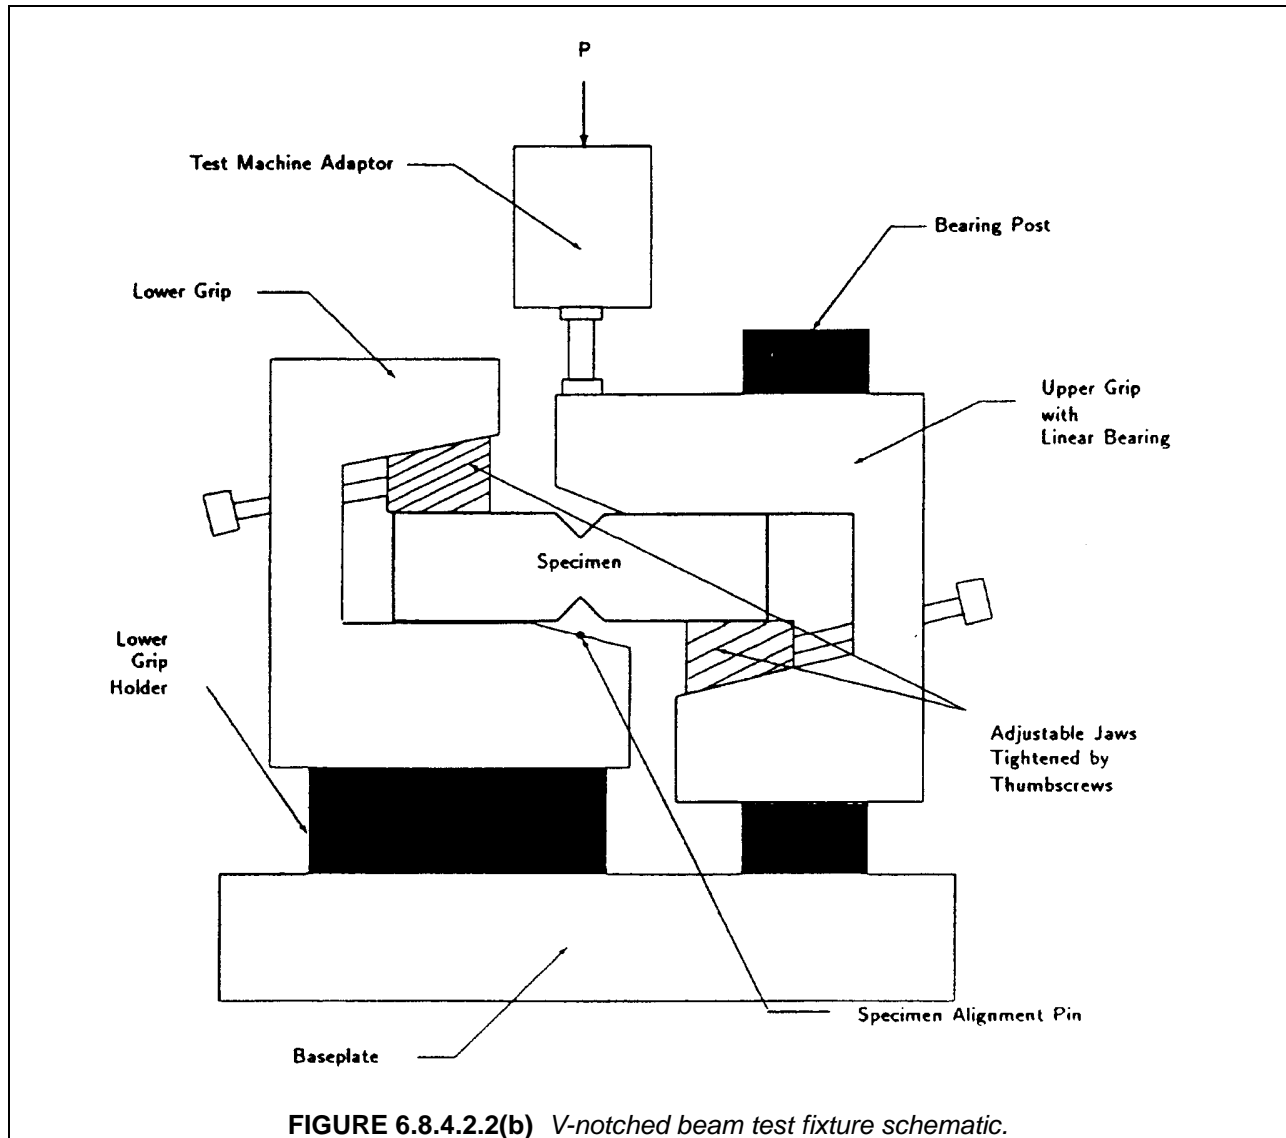 P
Test Machine Adaptor
Bearing Post
Lower Grip
Upper Grip
with
Linear Bearing
Specimen
Lower
Grip
Holder
Adjustable Jaws
Tightened by
Thumbscrews
Specimen Alignment Pin
Baseplate
FIGURE 6.8.4.2.2(b) V-notched beam test fixture schematic.